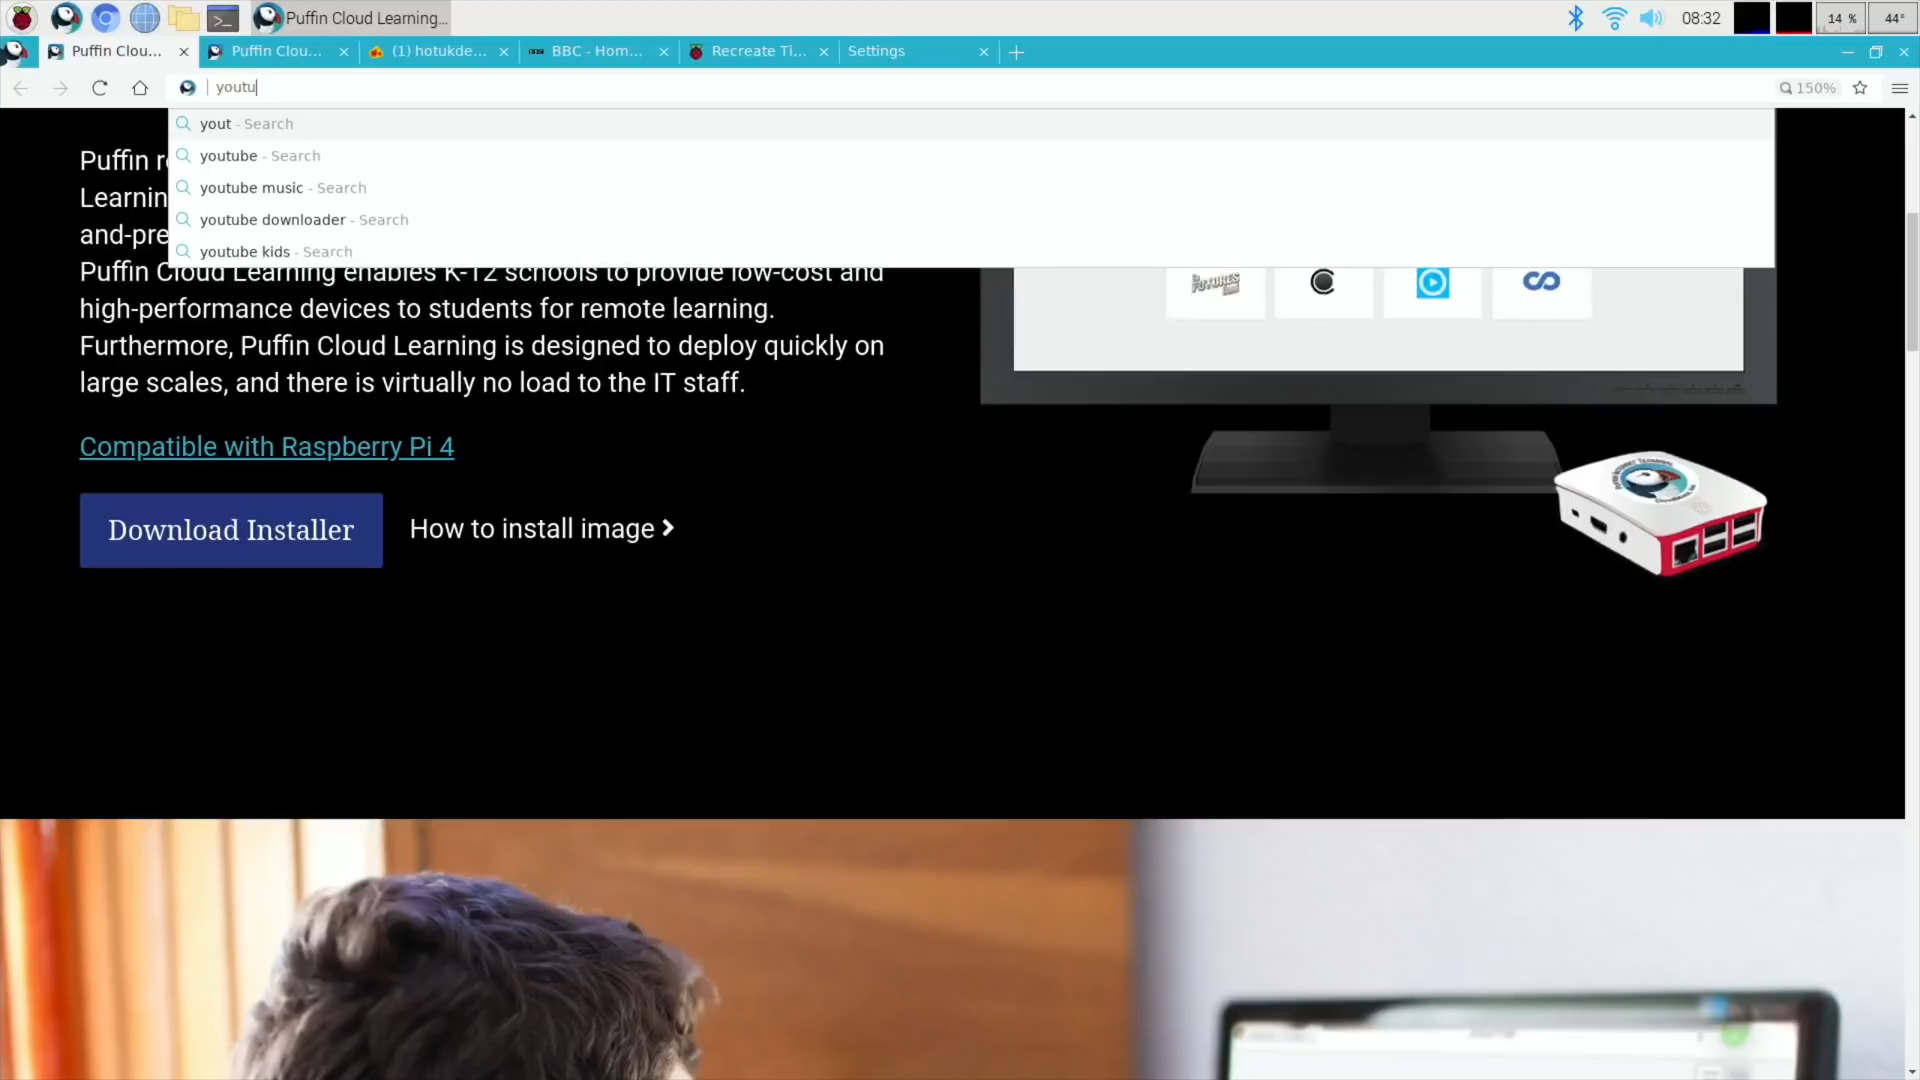 Puffin Cloud Learning...
08:32
14 %
44°
Puffin Clou...
Puffin Clou...
(1) hotukde...
BBC - Hom...
Recreate Ti...
Settings
youtu
150%
yout - Search
youtube - Search
youtube music - Search
youtube downloader - Search
youtube kids - Search
Puffin r
Learnin
and-pre
Puffin Cloud Learning enables K-12 schools to provide low-cost and
high-performance devices to students for remote learning.
Furthermore, Puffin Cloud Learning is designed to deploy quickly on
large scales, and there is virtually no load to the IT staff.
Compatible with Raspberry Pi 4
Download Installer
How to install image